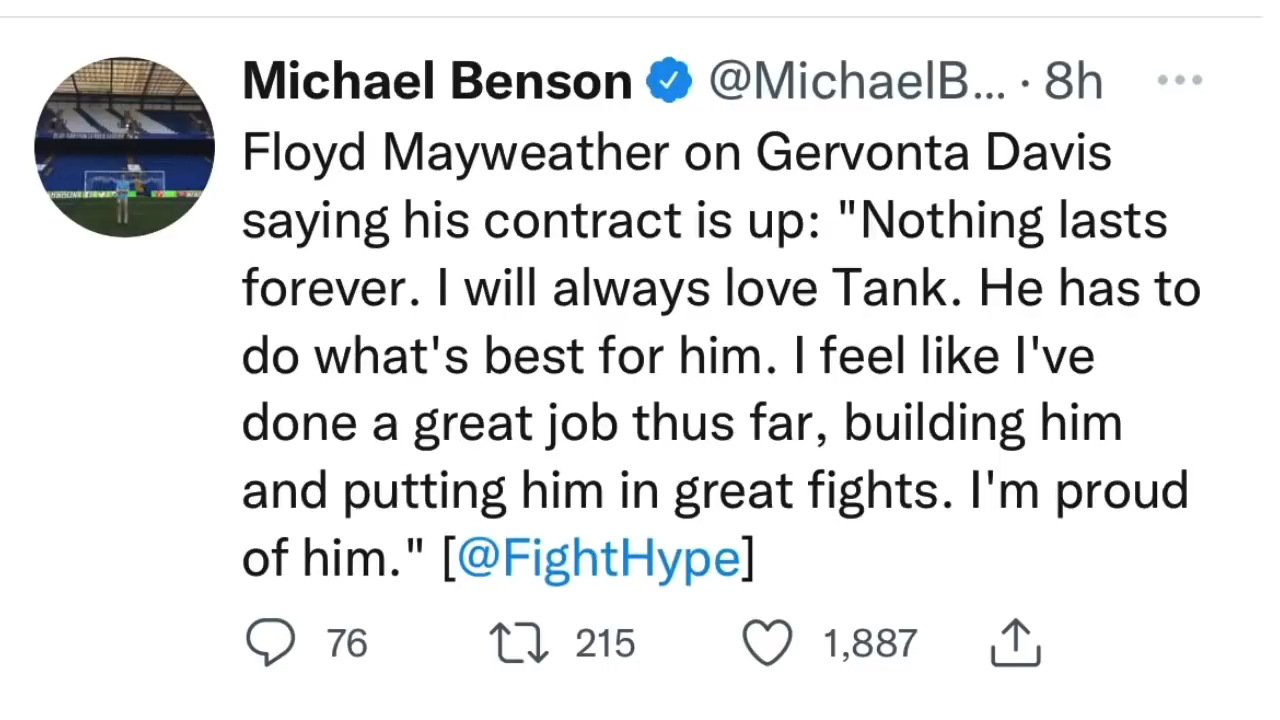 Michael Benson @MichaelB... · 8h
Floyd Mayweather on Gervonta Davis
saying his contract is up: "Nothing lasts
forever. I will always love Tank. He has to
do what's best for him. I feel like I've
done a great job thus far, building him
and putting him in great fights. I'm proud
of him." [@FightHype]
76 215 1,887